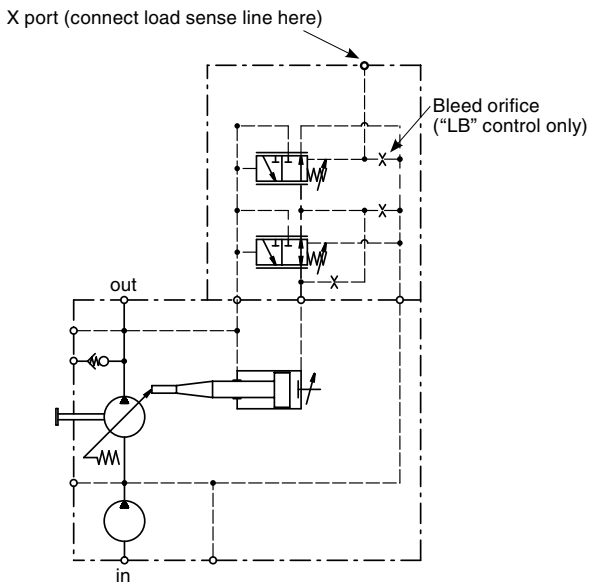 X port (connect load sense line here)
Bleed orifice
(“LB” control only)
out
in